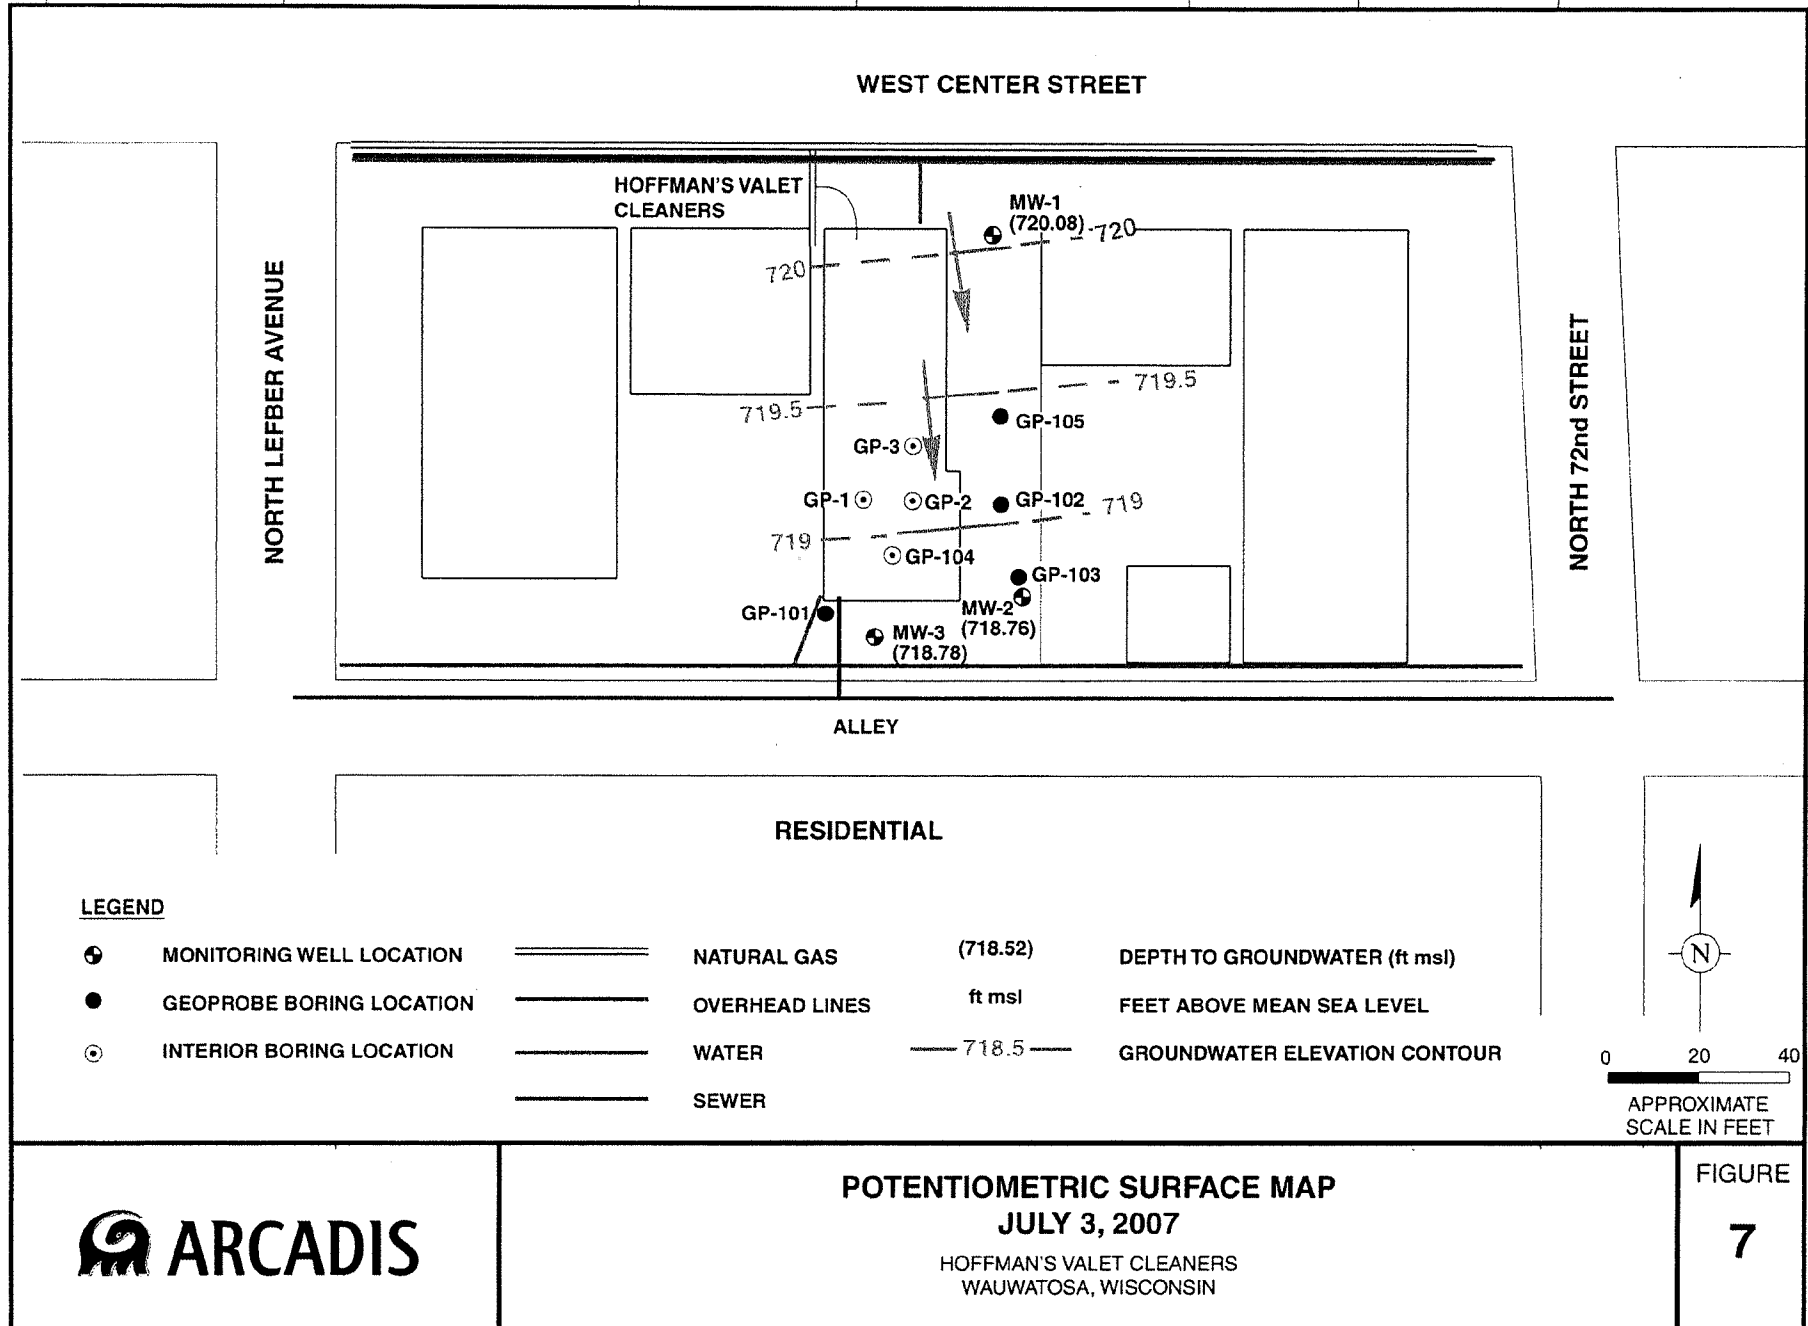 WEST CENTER STREET
HOFFMAN'S VALET
CLEANERS
MW-1
(720.08)
720
720
NORTH LEFBER AVENUE
NORTH 72nd STREET
719.5
719.5
GP-105
GP-3
GP-1
GP-2
GP-102
719
719
GP-104
GP-103
GP-101
MW-2
(718.76)
MW-3
(718.78)
ALLEY
RESIDENTIAL
LEGEND
MONITORING WELL LOCATION
GEOPROBE BORING LOCATION
INTERIOR BORING LOCATION
NATURAL GAS
OVERHEAD LINES
WATER
SEWER
(718.52) DEPTH TO GROUNDWATER (ft msl)
ft msl FEET ABOVE MEAN SEA LEVEL
718.5 GROUNDWATER ELEVATION CONTOUR
N
0 20 40
APPROXIMATE
SCALE IN FEET
ARCADIS
POTENTIOMETRIC SURFACE MAP
JULY 3, 2007
HOFFMAN'S VALET CLEANERS
WAUWATOSA, WISCONSIN
FIGURE
7